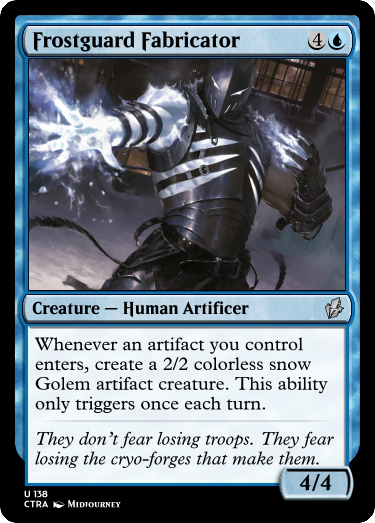 Frostguard Fabricator 4
Creature — Human Artificer
Whenever an artifact you control
enters, create a 2/2 colorless snow
Golem artifact creature. This ability
only triggers once each turn.
They don't fear losing troops. They fear
losing the cryo-forges that make them.
4/4
U 138
CTRA Midjourney